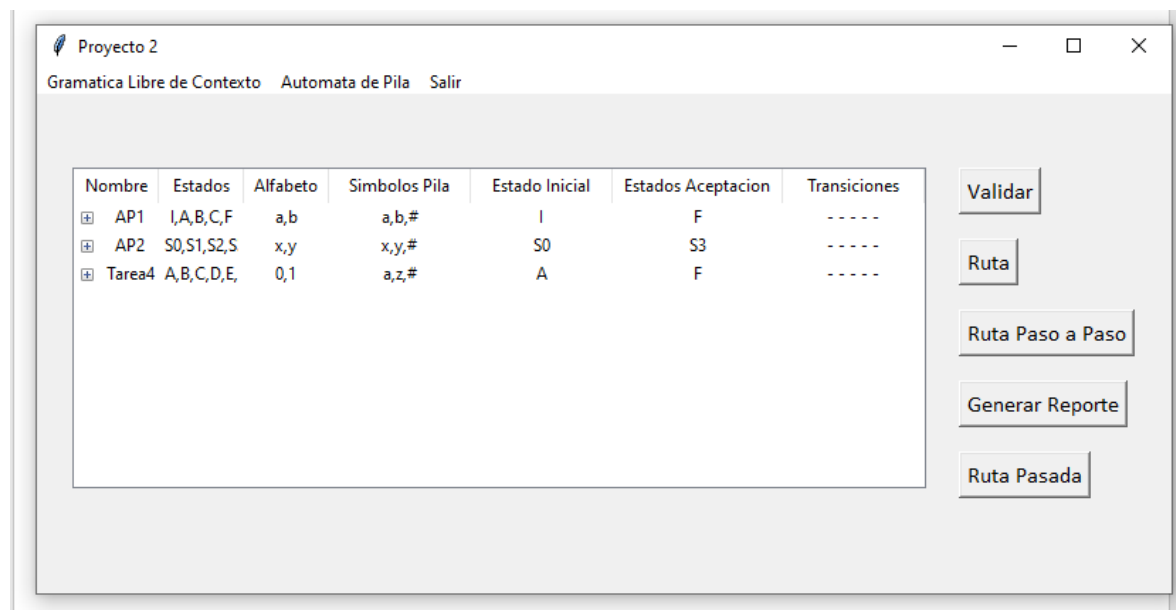 Proyecto 2
Gramatica Libre de Contexto Automata de Pila Salir
Nombre Estados Alfabeto Simbolos Pila Estado Inicial Estados Aceptacion Transiciones
AP1 I,A,B,C,F a,b a,b,# I F - - - - -
AP2 S0,S1,S2,S x,y x,y,# S0 S3 - - - - -
Tarea4 A,B,C,D,E, 0,1 a,z,# A F - - - - -
Validar
Ruta
Ruta Paso a Paso
Generar Reporte
Ruta Pasada